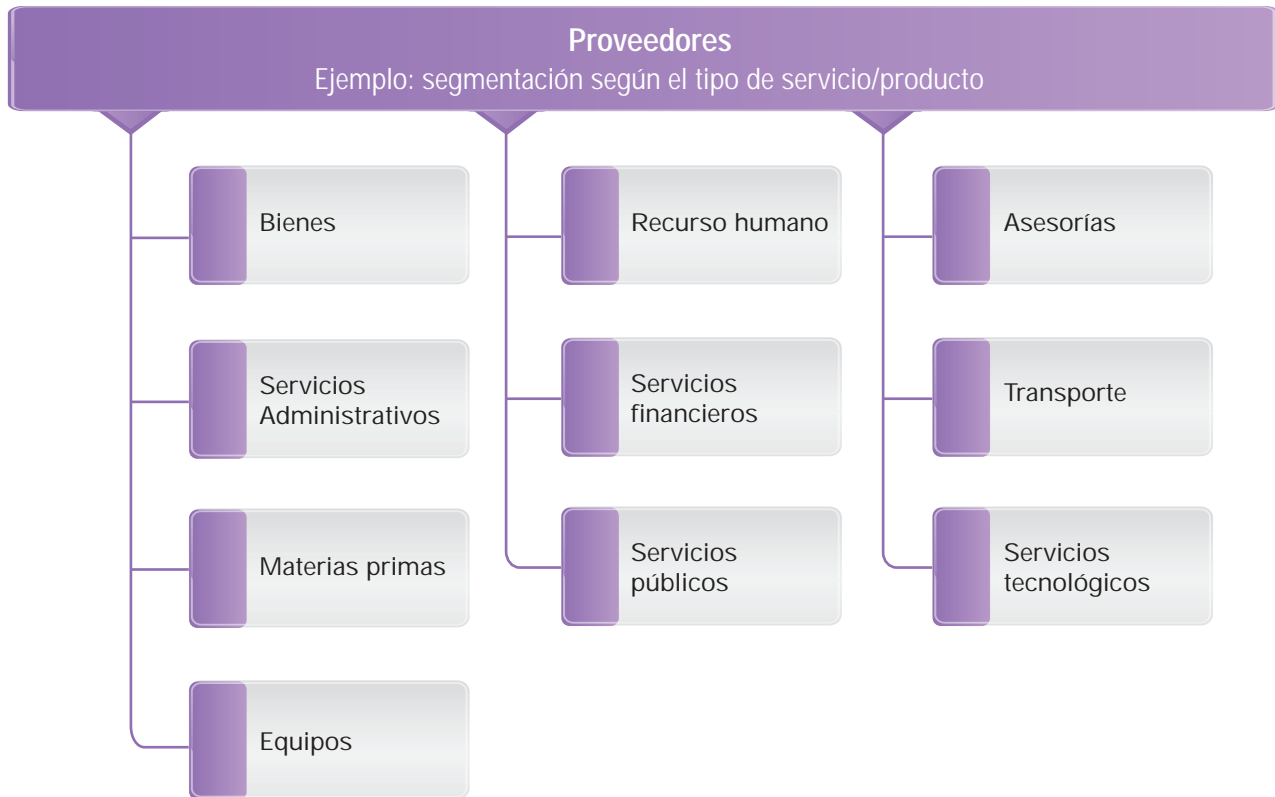 Proveedores
Ejemplo: segmentación según el tipo de servicio/producto
Bienes
Servicios
Administrativos
Materias primas
Equipos
Recurso humano
Servicios
financieros
Servicios
públicos
Asesorías
Transporte
Servicios
tecnológicos